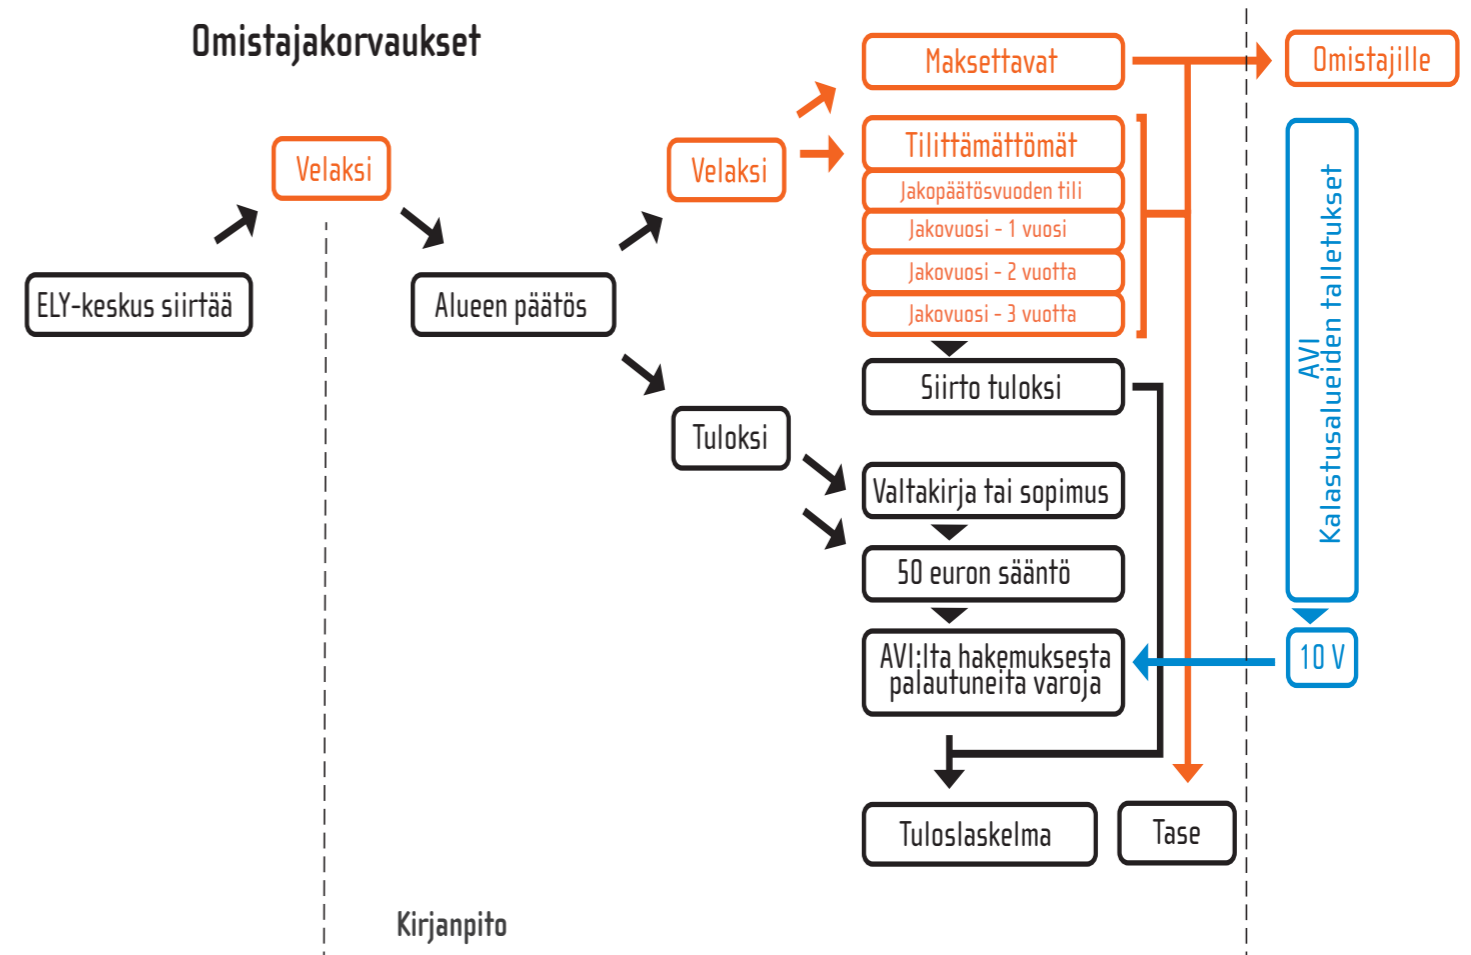 Omistajakorvaukset
ELY-keskus siirtää
Velaksi
Alueen päätös
Velaksi
Tuloksi
Maksettavat
Tilittämättömät
Jakopäätösvuoden tili
Jakovuosi - 1 vuosi
Jakovuosi - 2 vuotta
Jakovuosi - 3 vuotta
Siirto tuloksi
Valtakirja tai sopimus
50 euron sääntö
AVI:lta hakemuksesta
palautuneita varoja
Tuloslaskelma
Tase
Omistajille
AVI
Kalastusalueiden talletukset
10 V
Kirjanpito